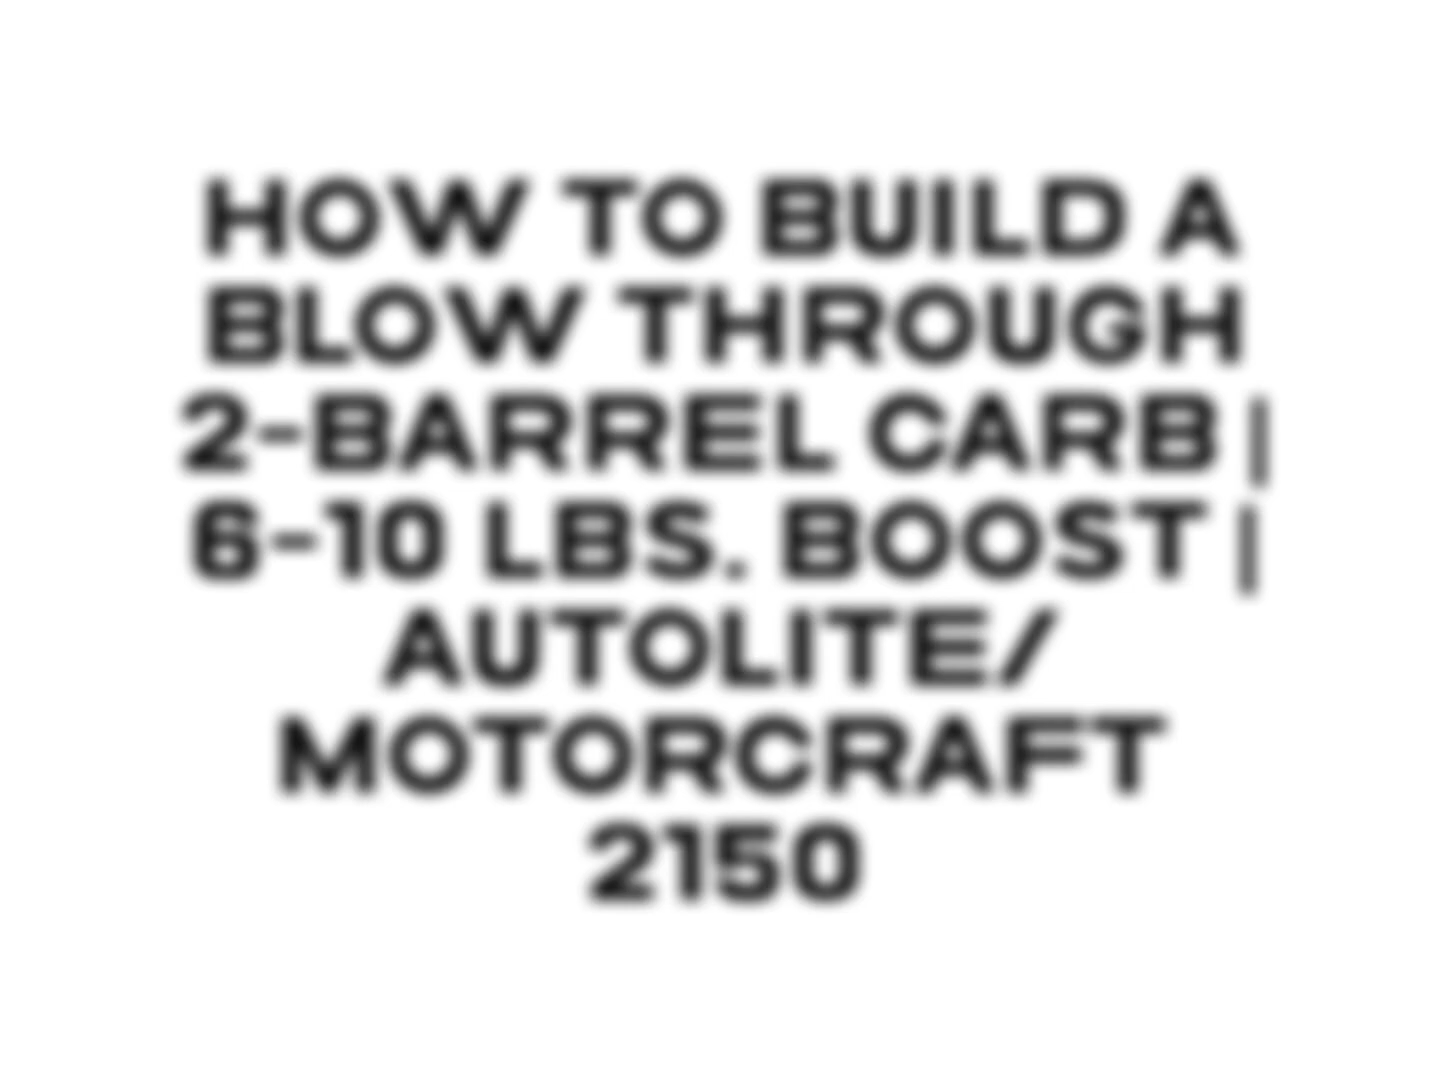 HOW TO BUILD A
BLOW THROUGH
2-BARREL CARB |
6-10 LBS. BOOST |
AUTOLITE/
MOTORCRAFT
2150